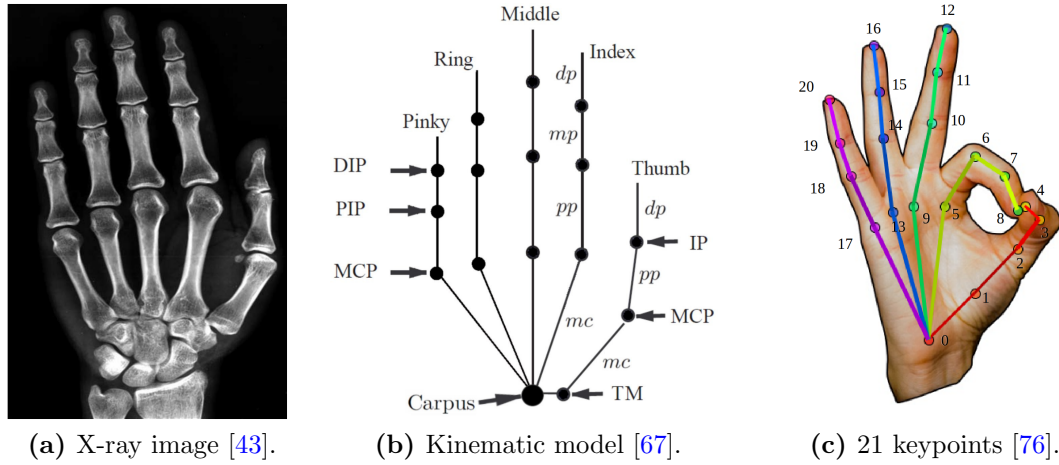 Middle
Ring
Index
dp
Pinky
mp
DIP
Thumb
PIP
pp
dp
IP
MCP
pp
mc
MCP
mc
Carpus
TM
12
16
11
20
15
10
14
6
7
19
4
18
9
5
8
3
13
17
2
1
0
(a) X-ray image [43].
(b) Kinematic model [67].
(c) 21 keypoints [76].